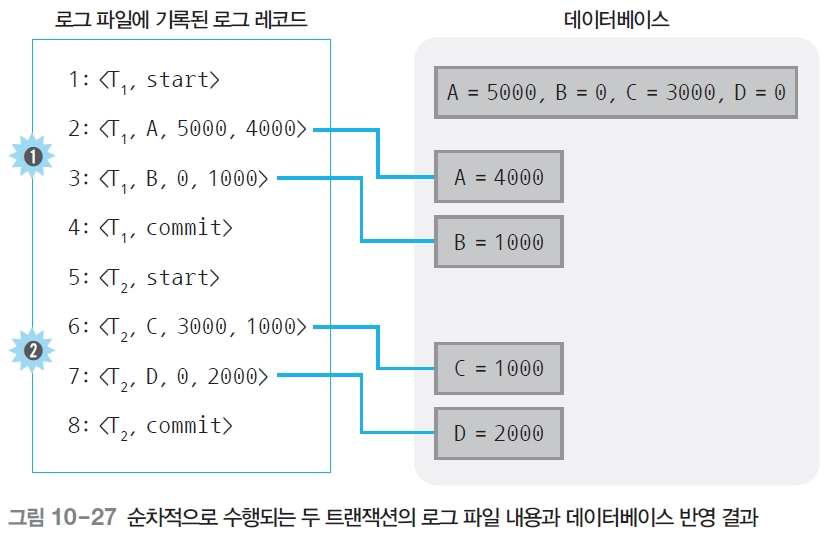 로그 파일에 기록된 로그 레코드
1: <T1, start>
2: <T1, A, 5000, 4000>
❶
3: <T1, B, 0, 1000>
4: <T1, commit>
5: <T2, start>
6: <T2, C, 3000, 1000>
❷
7: <T2, D, 0, 2000>
8: <T2, commit>
데이터베이스
A = 5000, B = 0, C = 3000, D = 0
A = 4000
B = 1000
C = 1000
D = 2000
그림 10-27 순차적으로 수행되는 두 트랜잭션의 로그 파일 내용과 데이터베이스 반영 결과